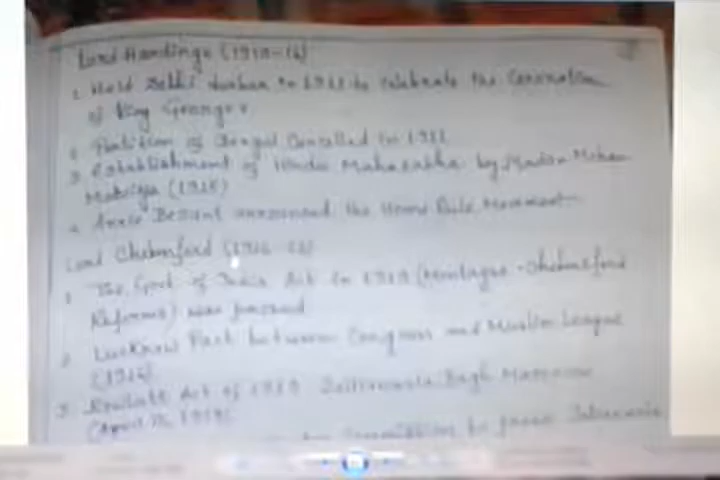 Lord Hardinge (1910-16)
1. Held Delhi durbar in 1911 to celebrate the Coronation
of King George V
2. Partition of Bengal Cancelled in 1911
3. Establishment of Hindu Mahasabha by Madan Mohan
Malviya (1915)
4. Annie Besant announced the Home Rule Movement
Lord Chelmsford (1916-21)
1. The Govt of India Act in 1919 (Montague-Chelmsford
Reforms) was passed
2. Lucknow Pact between Congress and Muslim League
(1916)
3. Rowlatt Act of 1919 Jallianwala Bagh Massacre
(April 13, 1919)
Commission to